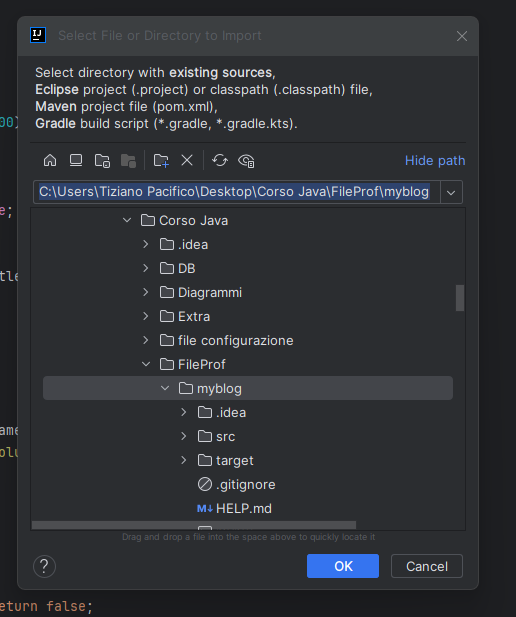 IJ
Select File or Directory to Import
Select directory with existing sources,
Eclipse project (.project) or classpath (.classpath) file,
Maven project file (pom.xml),
00)
Gradle build script (*.gradle, *.gradle.kts).
Hide path
C:\Users\Tiziano Pacifico\Desktop\Corso Java\FileProf\myblog
e;
Corso Java
.idea
DB
tle
Diagrammi
Extra
file configurazione
FileProf
myblog
.idea
ame
src
olu
target
.gitignore
M↓ HELP.md
Drag and drop a file into the space above to quickly locate it
?
OK
Cancel
eturn false;